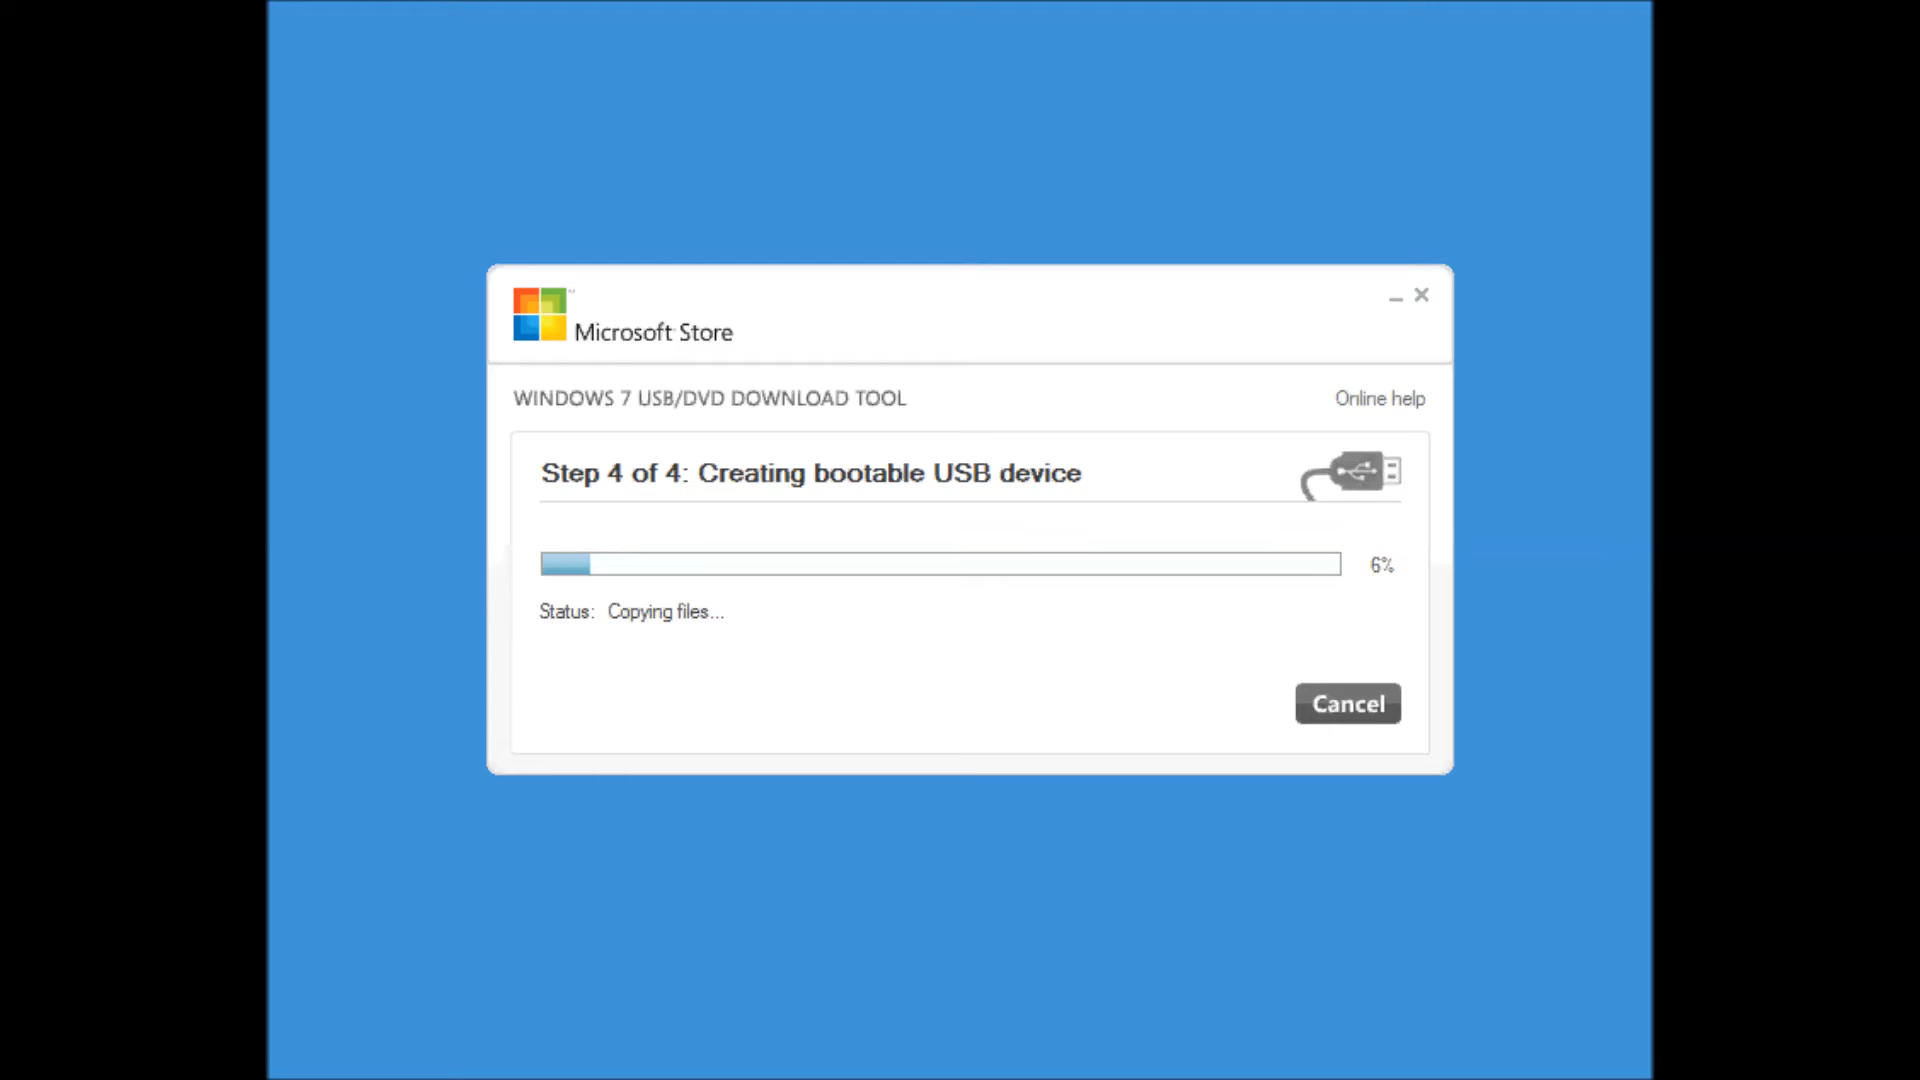 Microsoft Store
WINDOWS 7 USB/DVD DOWNLOAD TOOL
Online help
Step 4 of 4: Creating bootable USB device
6%
Status: Copying files...
Cancel